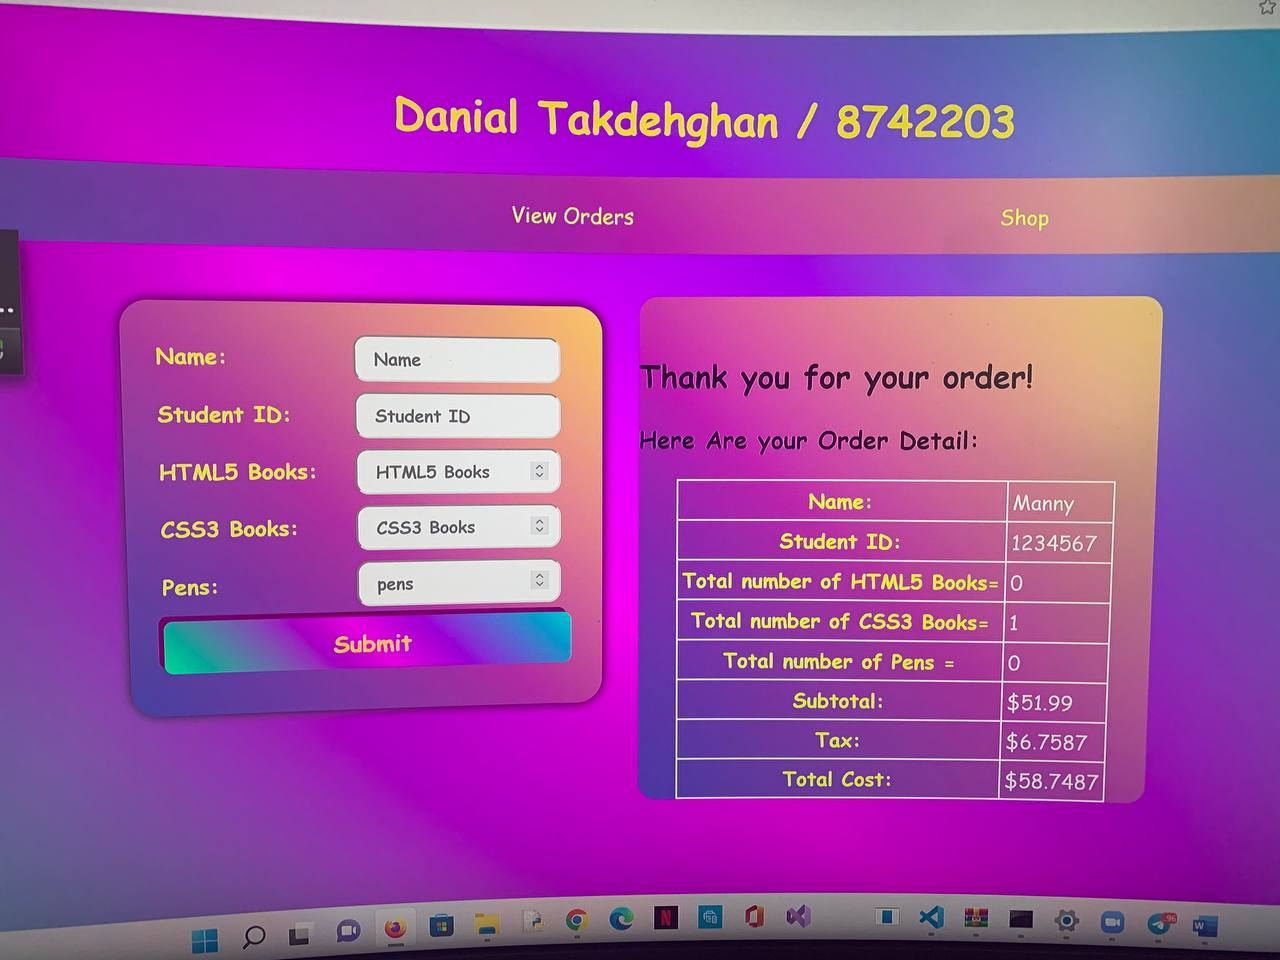 Danial Takdehghan / 8742203
View Orders
Shop
Name:
Name
Student ID:
Student ID
HTML5 Books:
HTML5 Books
CSS3 Books:
CSS3 Books
Pens:
pens
Submit
Thank you for your order!
Here Are your Order Detail:
Name: Manny
Student ID: 1234567
Total number of HTML5 Books= 0
Total number of CSS3 Books= 1
Total number of Pens = 0
Subtotal: $51.99
Tax: $6.7587
Total Cost: $58.7487
96